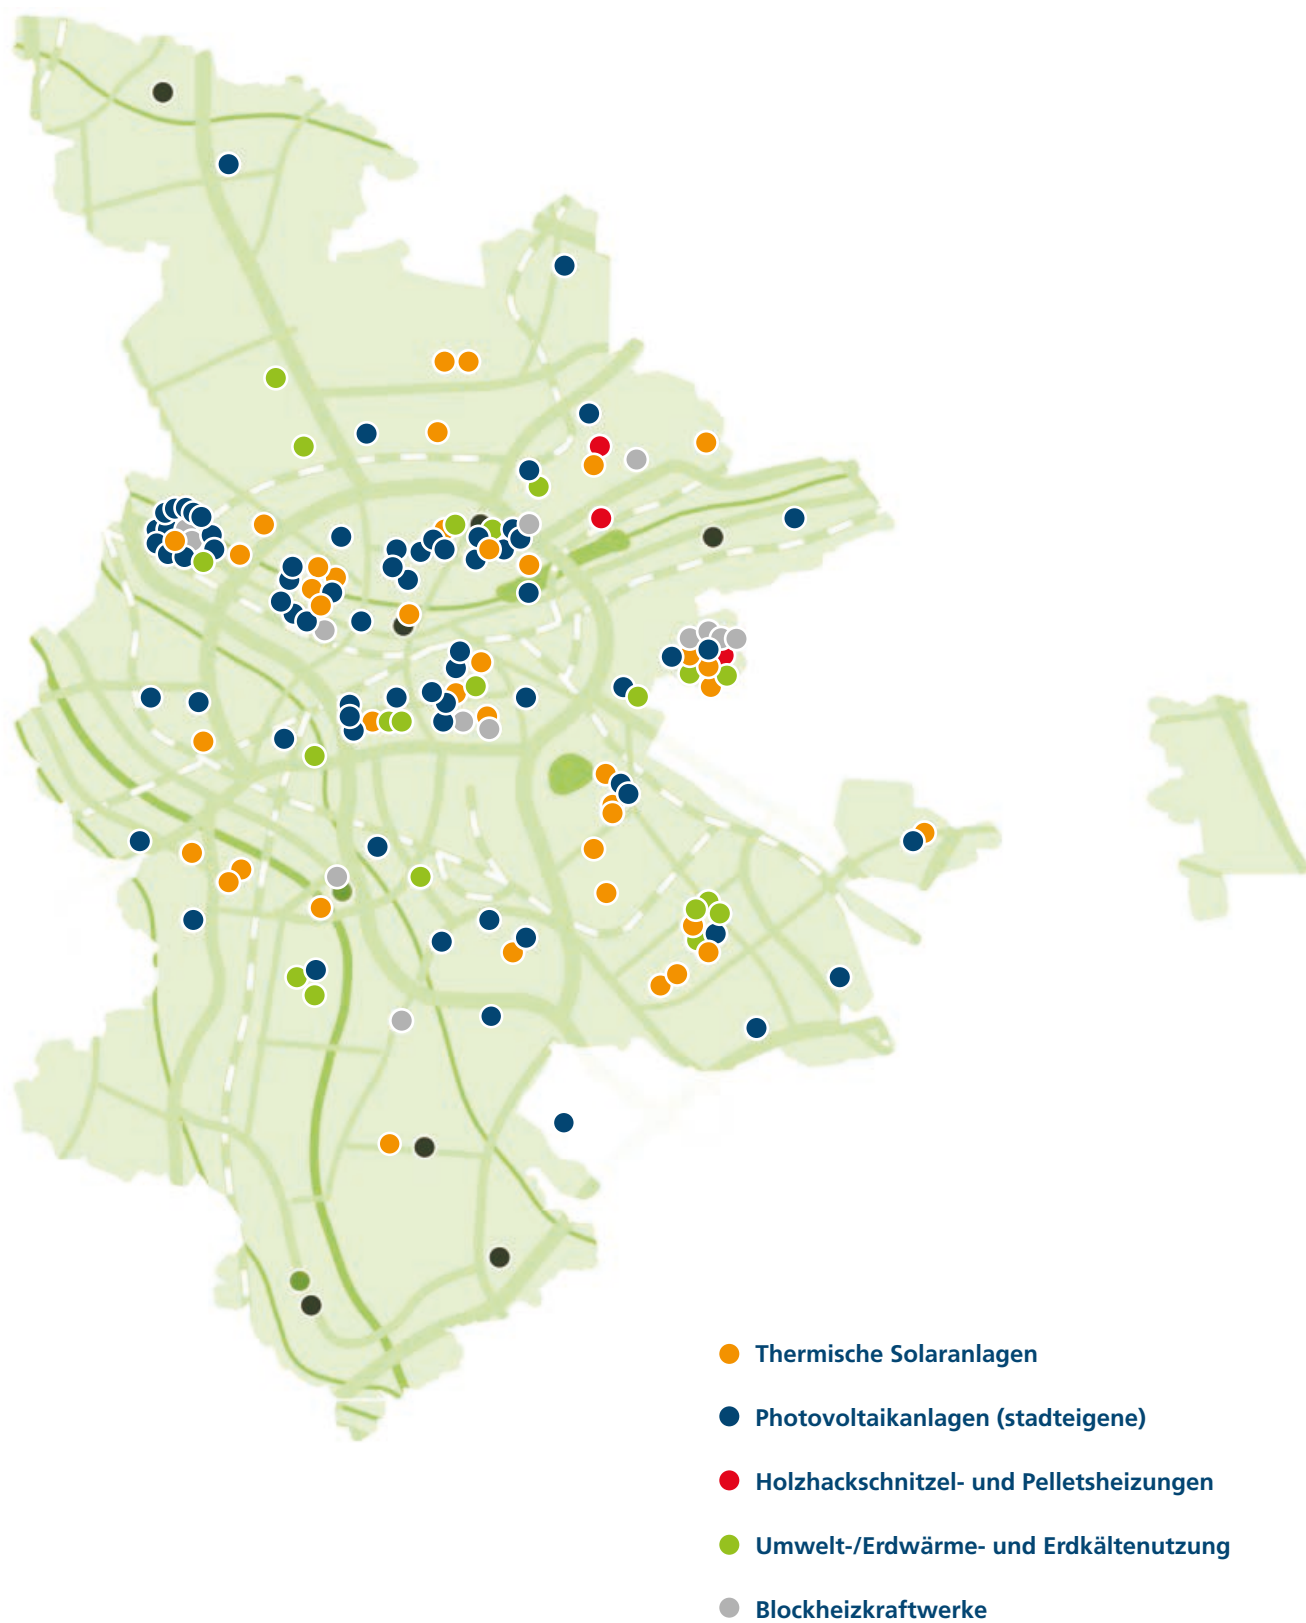 Thermische Solaranlagen
Photovoltaikanlagen (stadteigene)
Holzhackschnitzel- und Pelletsheizungen
Umwelt-/Erdwärme- und Erdkältenutzung
Blockheizkraftwerke